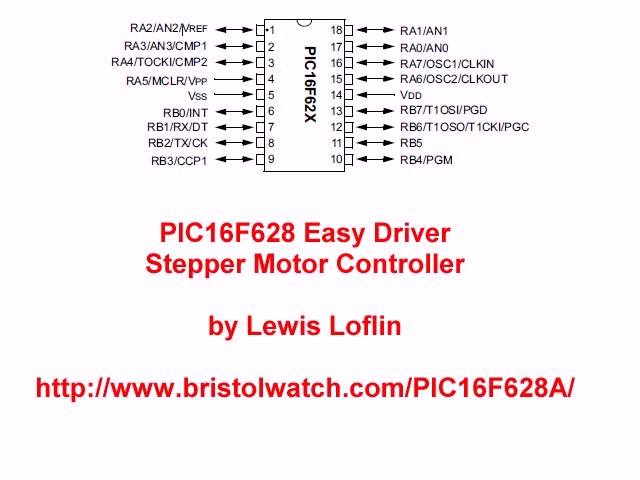 RA2/AN2/VREF 1 18 RA1/AN1
RA3/AN3/CMP1 2 17 RA0/AN0
RA4/TOCKI/CMP2 3 16 RA7/OSC1/CLKIN
RA5/MCLR/VPP 4 15 RA6/OSC2/CLKOUT
VSS 5 14 VDD
RB0/INT 6 13 RB7/T1OSI/PGD
RB1/RX/DT 7 12 RB6/T1OSO/T1CKI/PGC
RB2/TX/CK 8 11 RB5
RB3/CCP1 9 10 RB4/PGM
PIC16F62X
PIC16F628 Easy Driver
Stepper Motor Controller
by Lewis Loflin
http://www.bristolwatch.com/PIC16F628A/